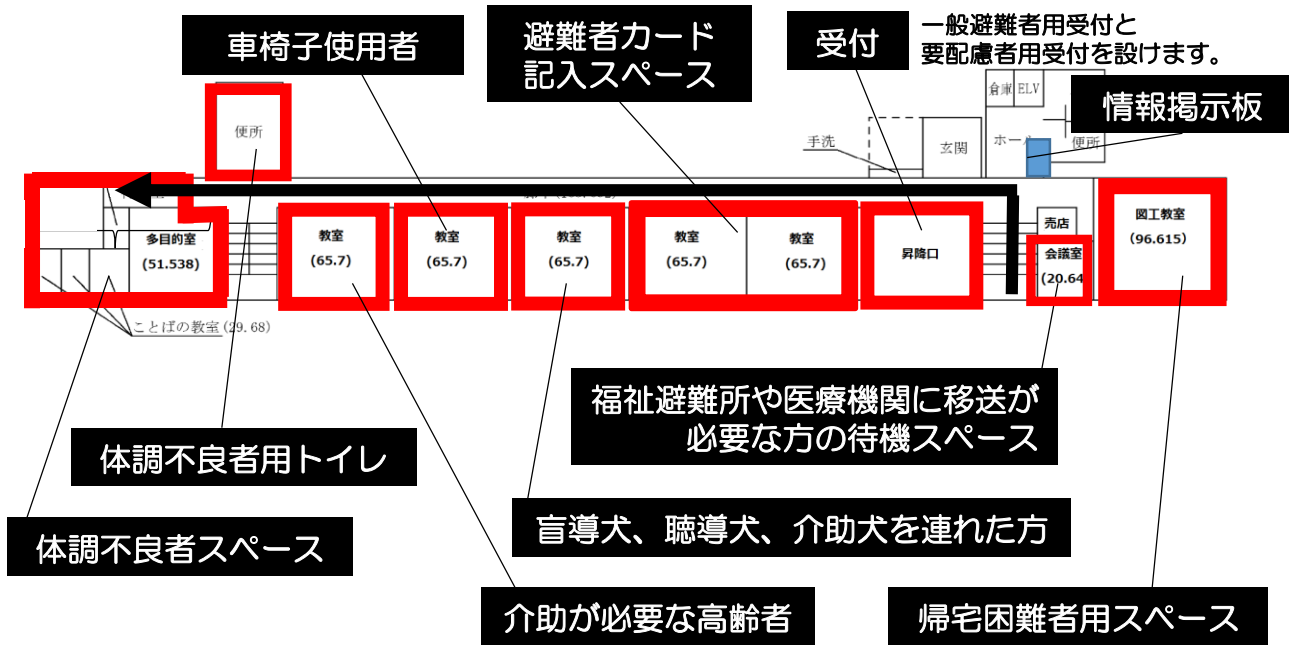 車椅子使用者
避難者カード
記入スペース
受付
一般避難者用受付と
要配慮者用受付を設けます。
情報掲示板
倉庫
ELV
ホール
便所
便所
手洗
玄関
多目的室
(51.538)
教室
(65.7)
教室
(65.7)
教室
(65.7)
教室
(65.7)
教室
(65.7)
昇降口
売店
会議室
(20.64
図工教室
(96.615)
ことばの教室(29.68)
福祉避難所や医療機関に移送が
必要な方の待機スペース
体調不良者用トイレ
盲導犬、聴導犬、介助犬を連れた方
体調不良者スペース
介助が必要な高齢者
帰宅困難者用スペース